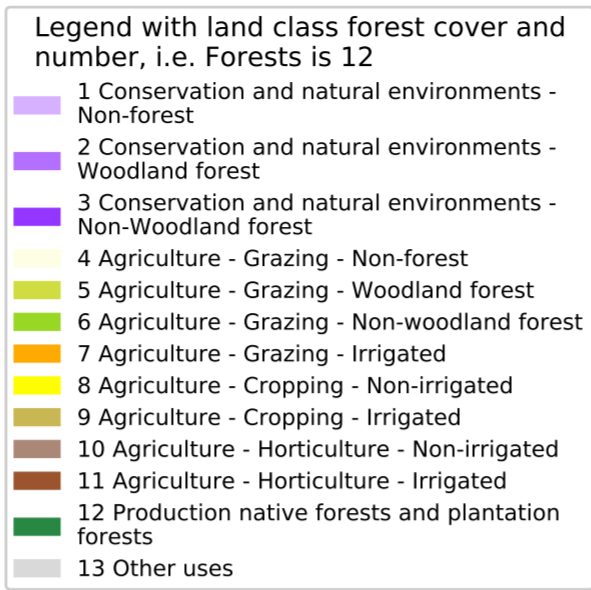 Legend with land class forest cover and
number, i.e. Forests is 12
1 Conservation and natural environments -
Non-forest
2 Conservation and natural environments -
Woodland forest
3 Conservation and natural environments -
Non-Woodland forest
4 Agriculture - Grazing - Non-forest
5 Agriculture - Grazing - Woodland forest
6 Agriculture - Grazing - Non-woodland forest
7 Agriculture - Grazing - Irrigated
8 Agriculture - Cropping - Non-irrigated
9 Agriculture - Cropping - Irrigated
10 Agriculture - Horticulture - Non-irrigated
11 Agriculture - Horticulture - Irrigated
12 Production native forests and plantation
forests
13 Other uses